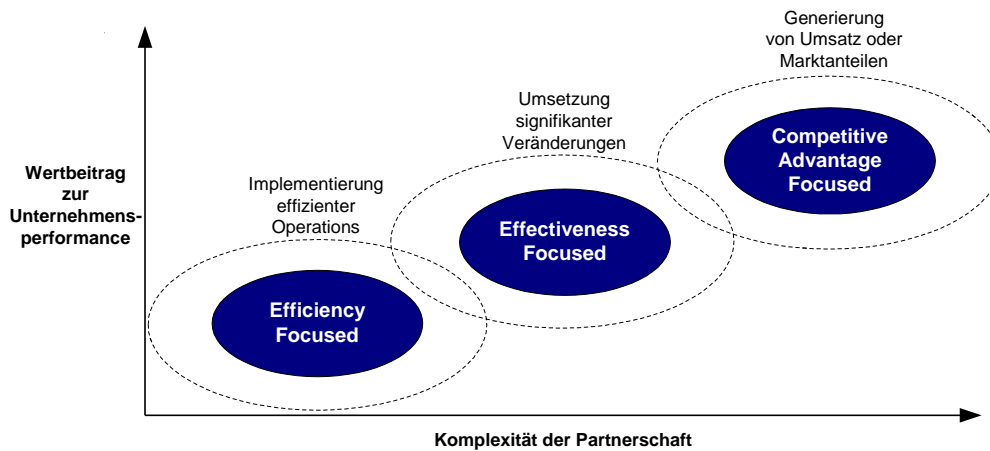 Generierung
von Umsatz oder
Marktanteilen
Umsetzung
signifikanter
Veränderungen
Competitive
Advantage
Focused
Wertbeitrag
zur
Unternehmens-
performance
Implementierung
effizienter
Operations
Effectiveness
Focused
Efficiency
Focused
Komplexität der Partnerschaft